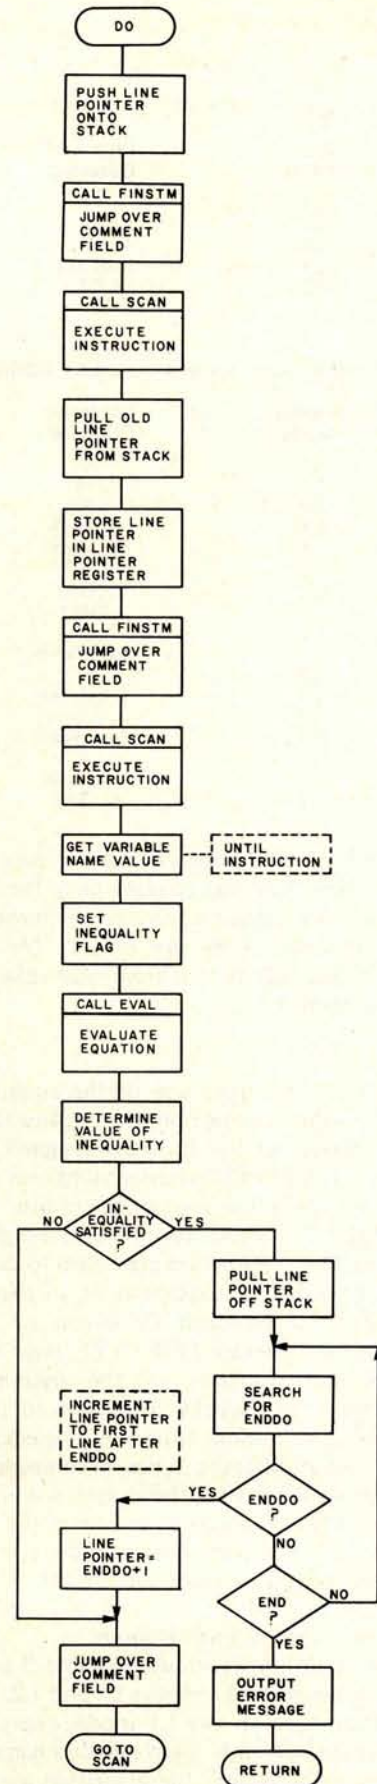 DO
PUSH LINE
POINTER
ONTO
STACK
CALL FINSTM
JUMP OVER
COMMENT
FIELD
CALL SCAN
EXECUTE
INSTRUCTION
PULL OLD
LINE
POINTER
FROM STACK
STORE LINE
POINTER
IN LINE
POINTER
REGISTER
CALL FINSTM
JUMP OVER
COMMENT
FIELD
CALL SCAN
EXECUTE
INSTRUCTION
GET VARIABLE
NAME VALUE
UNTIL
INSTRUCTION
SET
INEQUALITY
FLAG
CALL EVAL
EVALUATE
EQUATION
DETERMINE
VALUE OF
INEQUALITY
IN-
EQUALITY
SATISFIED
?
NO
YES
PULL LINE
POINTER
OFF STACK
SEARCH
FOR
ENDDO
INCREMENT
LINE POINTER
TO FIRST
LINE AFTER
ENDDO
ENDDO
?
YES
NO
LINE
POINTER=
ENDDO+1
END
?
NO
YES
JUMP OVER
COMMENT
FIELD
OUTPUT
ERROR
MESSAGE
GO TO
SCAN
RETURN